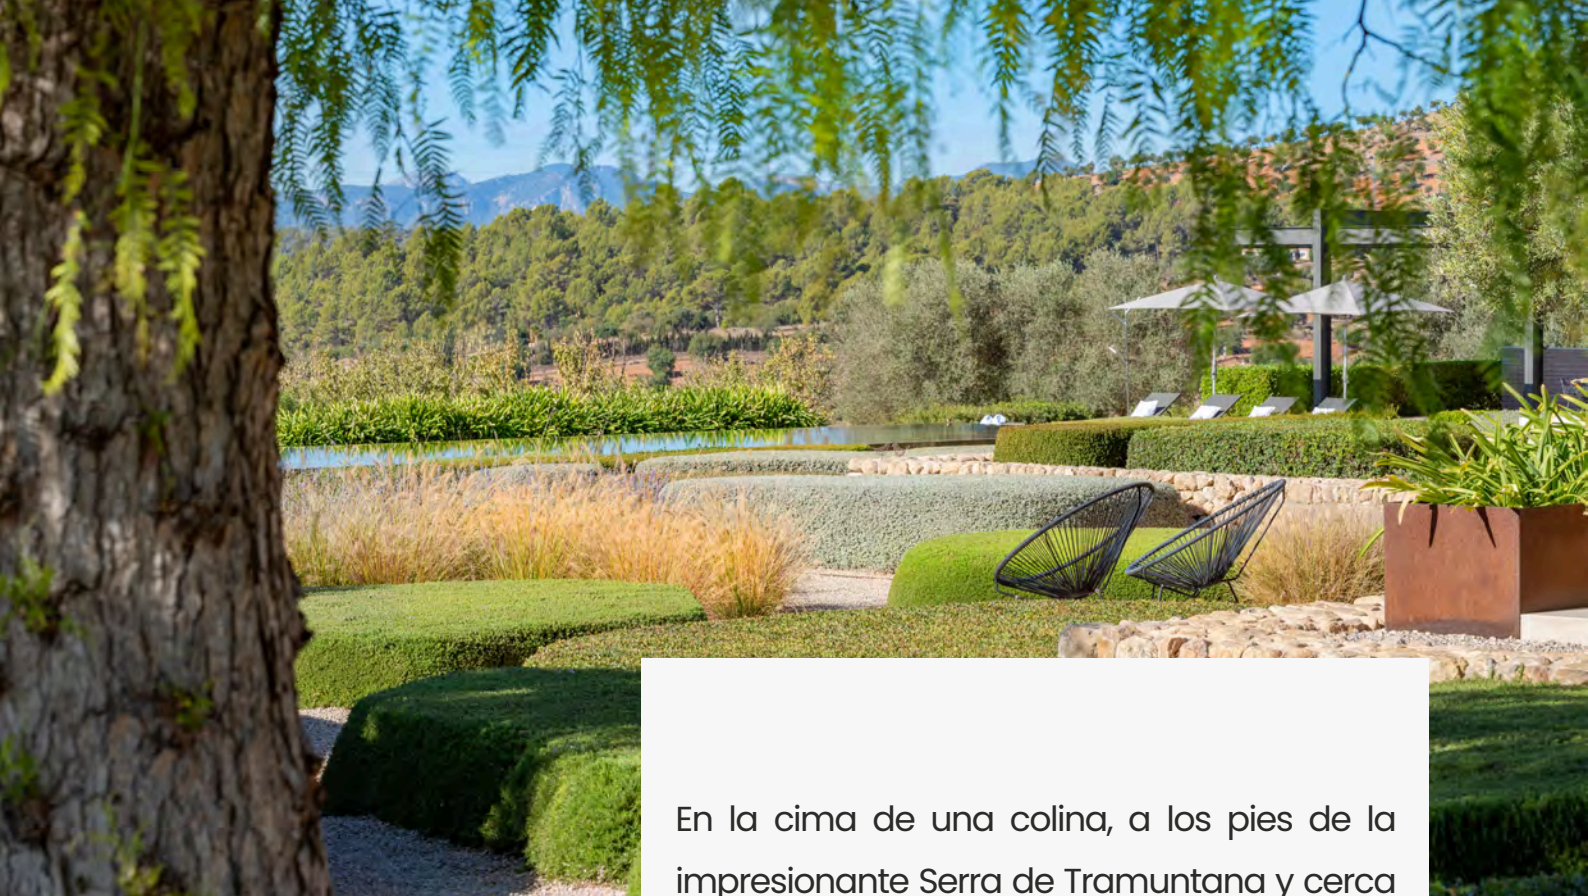 En la cima de una colina, a los pies de la
impresionante Serra de Tramuntana y cerca